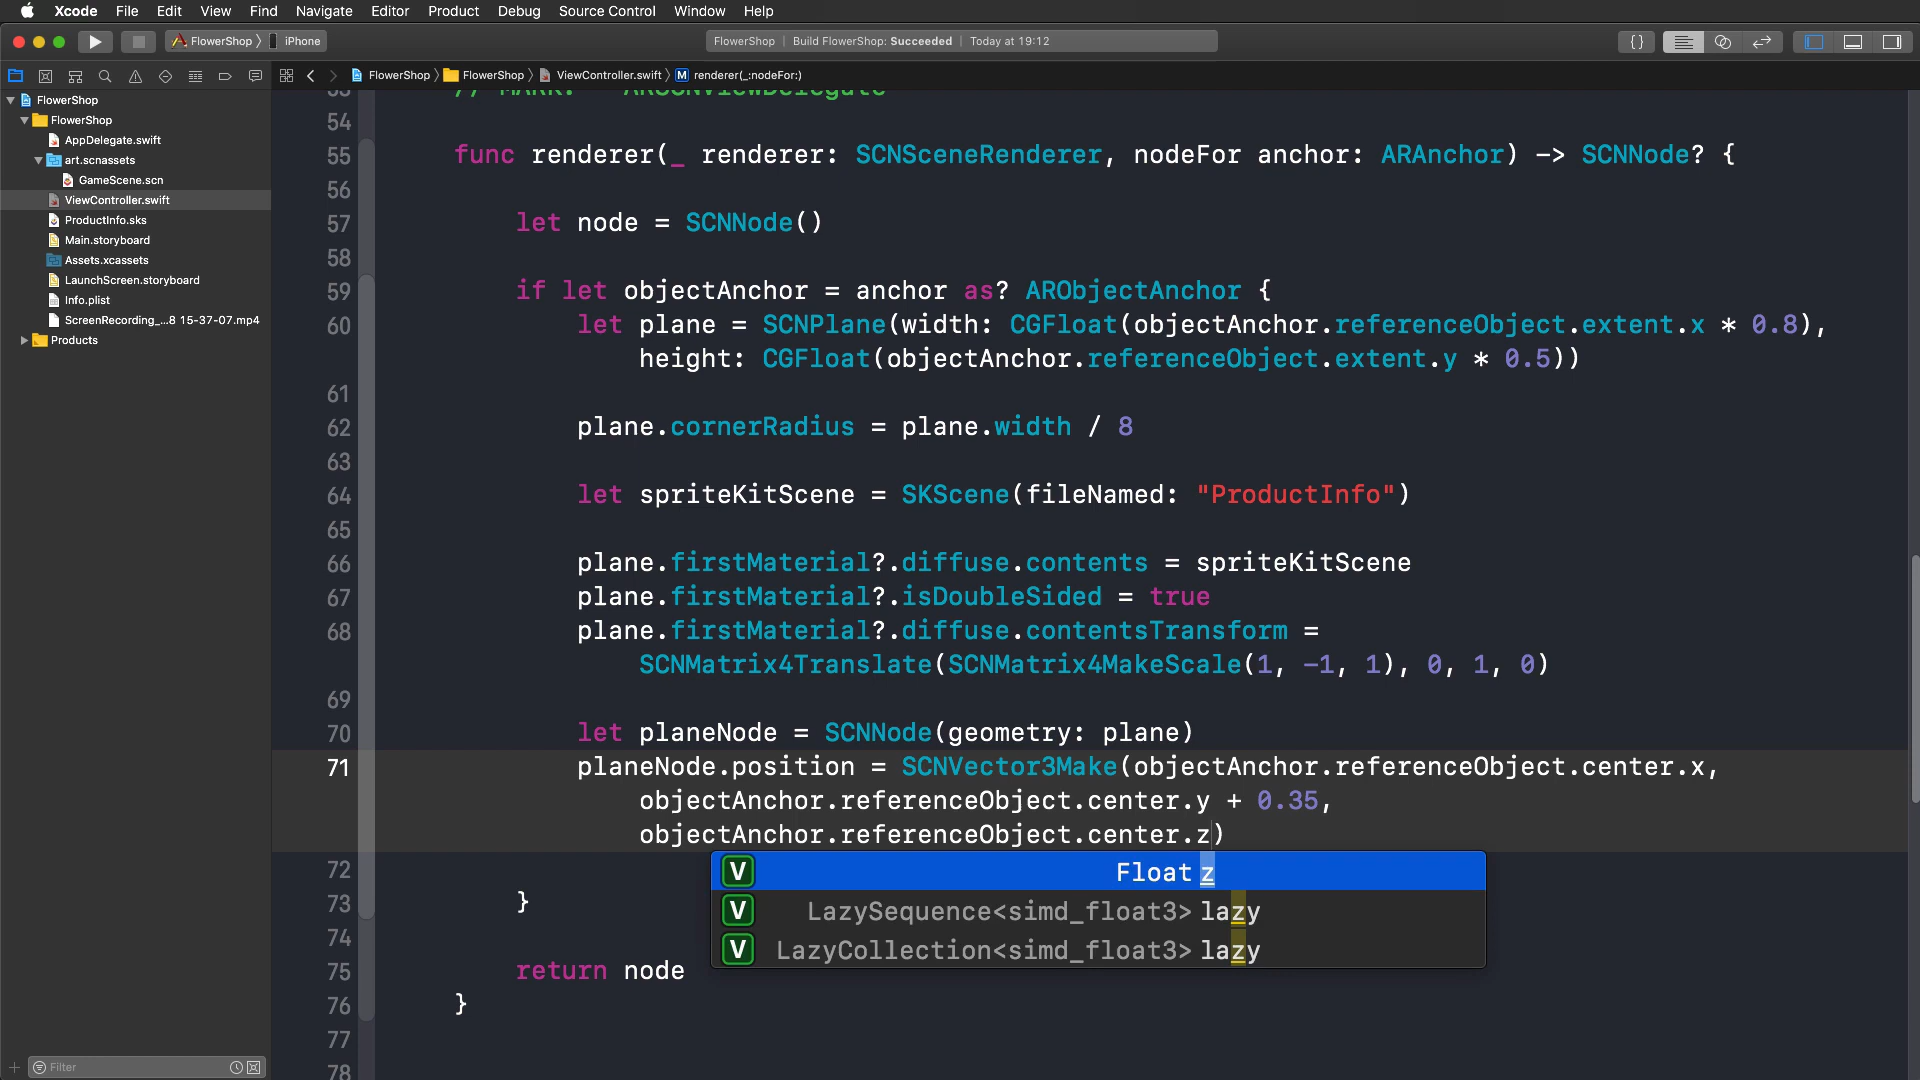 Xcode File Edit View Find Navigate Editor Product Debug Source Control Window Help
FlowerShop iPhone
FlowerShop | Build FlowerShop: Succeeded | Today at 19:12
FlowerShop FlowerShop ViewController.swift M renderer(_:nodeFor:)
FlowerShop
FlowerShop
AppDelegate.swift
art.scnassets
GameScene.scn
ViewController.swift
ProductInfo.sks
Main.storyboard
Assets.xcassets
LaunchScreen.storyboard
Info.plist
ScreenRecording_...8 15-37-07.mp4
Products
Filter
53 // MARK: - ARSCNViewDelegate
54
55 func renderer(_ renderer: SCNSceneRenderer, nodeFor anchor: ARAnchor) -> SCNNode? {
56
57 let node = SCNNode()
58
59 if let objectAnchor = anchor as? ARObjectAnchor {
60 let plane = SCNPlane(width: CGFloat(objectAnchor.referenceObject.extent.x * 0.8),
height: CGFloat(objectAnchor.referenceObject.extent.y * 0.5))
61
62 plane.cornerRadius = plane.width / 8
63
64 let spriteKitScene = SKScene(fileNamed: "ProductInfo")
65
66 plane.firstMaterial?.diffuse.contents = spriteKitScene
67 plane.firstMaterial?.isDoubleSided = true
68 plane.firstMaterial?.diffuse.contentsTransform =
SCNMatrix4Translate(SCNMatrix4MakeScale(1, -1, 1), 0, 1, 0)
69
70 let planeNode = SCNNode(geometry: plane)
71 planeNode.position = SCNVector3Make(objectAnchor.referenceObject.center.x,
objectAnchor.referenceObject.center.y + 0.35,
objectAnchor.referenceObject.center.z)
V Float z
V LazySequence<simd_float3> lazy
V LazyCollection<simd_float3> lazy
72
73 }
74
75 return node
76 }
77
78